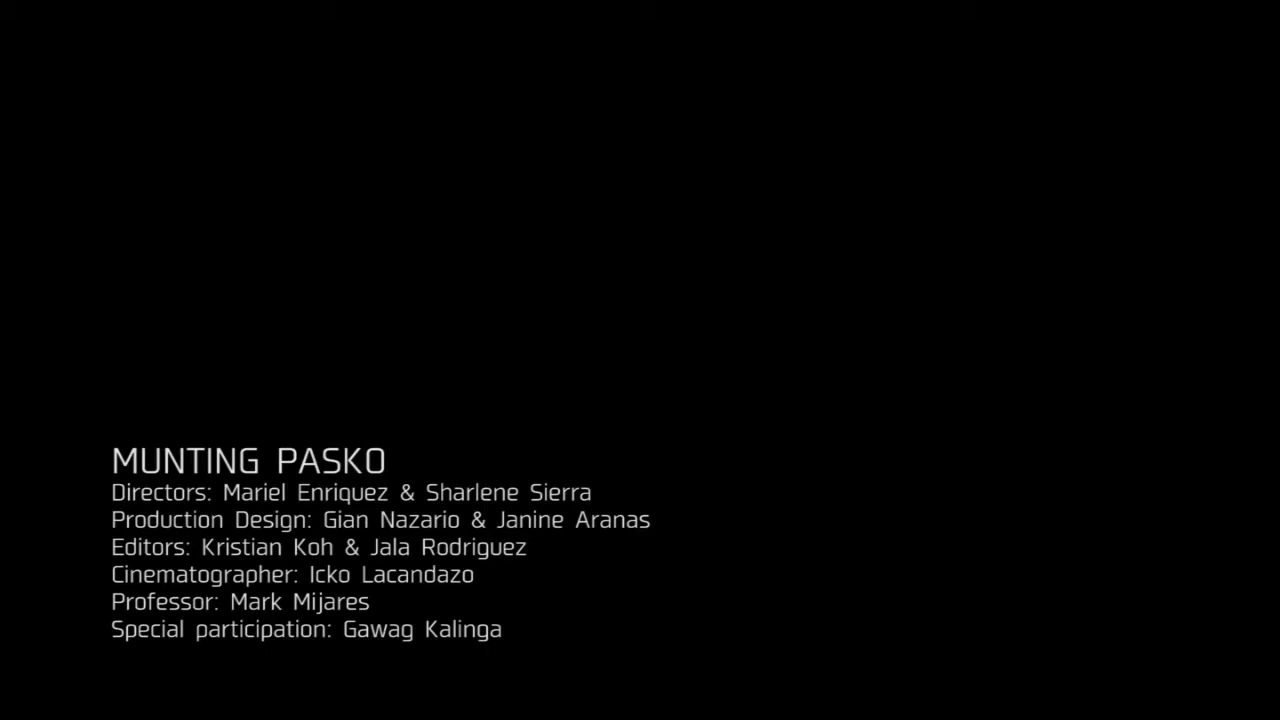 MUNTING PASKO
Directors: Mariel Enriquez & Sharlene Sierra
Production Design: Gian Nazario & Janine Aranas
Editors: Kristian Koh & Jala Rodriguez
Cinematographer: Icko Lacandazo
Professor: Mark Mijares
Special participation: Gawag Kalinga